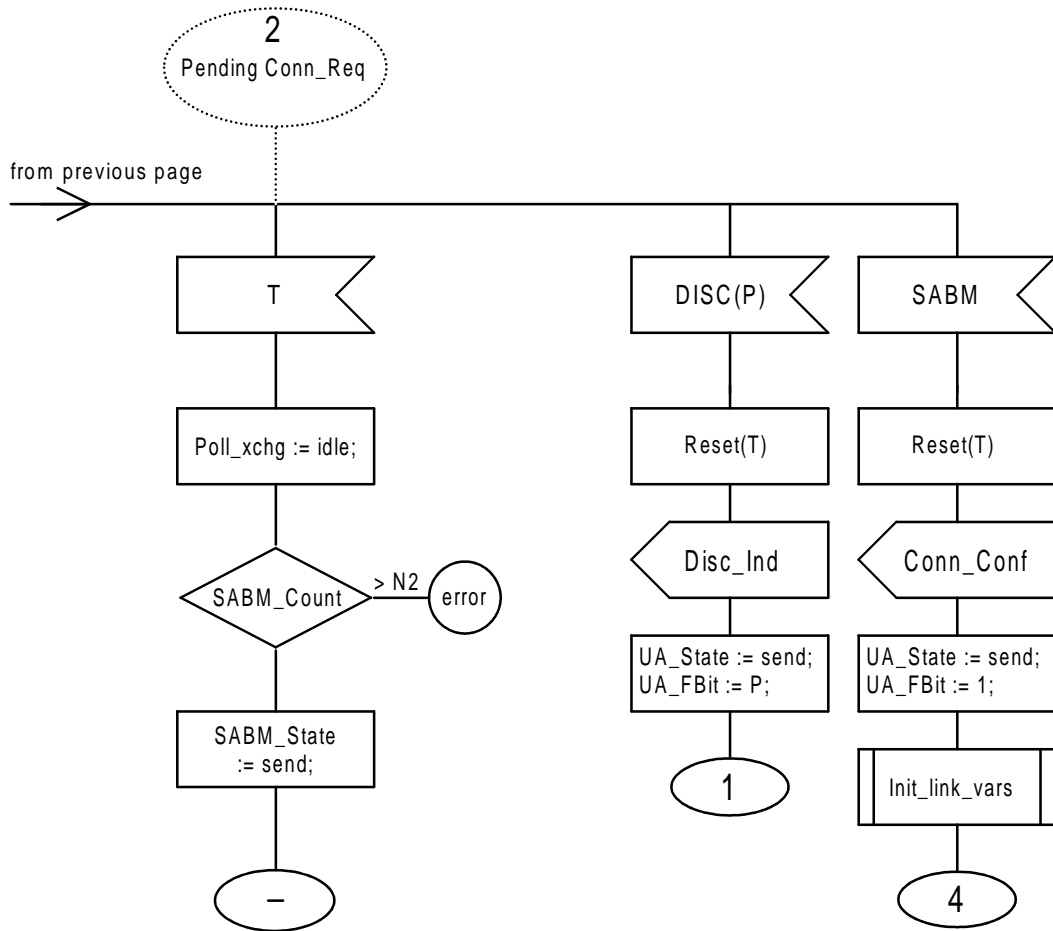 2
Pending Conn_Req
from previous page
T
Poll_xchg := idle;
SABM_Count
> N2
error
SABM_State
:= send;
–
DISC(P)
Reset(T)
Disc_Ind
UA_State := send;
UA_FBit := P;
1
SABM
Reset(T)
Conn_Conf
UA_State := send;
UA_FBit := 1;
Init_link_vars
4